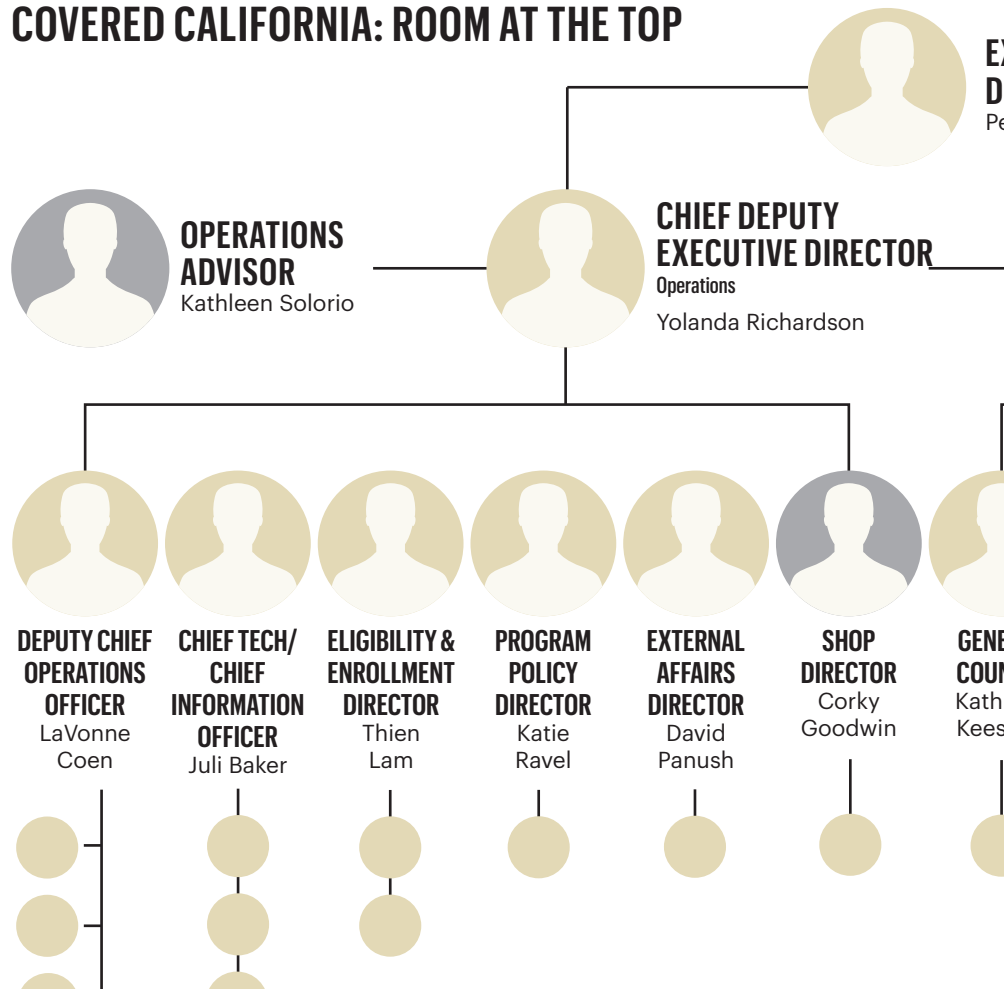 COVERED CALIFORNIA: ROOM AT THE TOP
OPERATIONS
ADVISOR
Kathleen Solorio
CHIEF DEPUTY
EXECUTIVE DIRECTOR
Operations
Yolanda Richardson
DEPUTY CHIEF
OPERATIONS
OFFICER
LaVonne
Coen
CHIEF TECH/
CHIEF
INFORMATION
OFFICER
Juli Baker
ELIGIBILITY &
ENROLLMENT
DIRECTOR
Thien
Lam
PROGRAM
POLICY
DIRECTOR
Katie
Ravel
EXTERNAL
AFFAIRS
DIRECTOR
David
Panush
SHOP
DIRECTOR
Corky
Goodwin